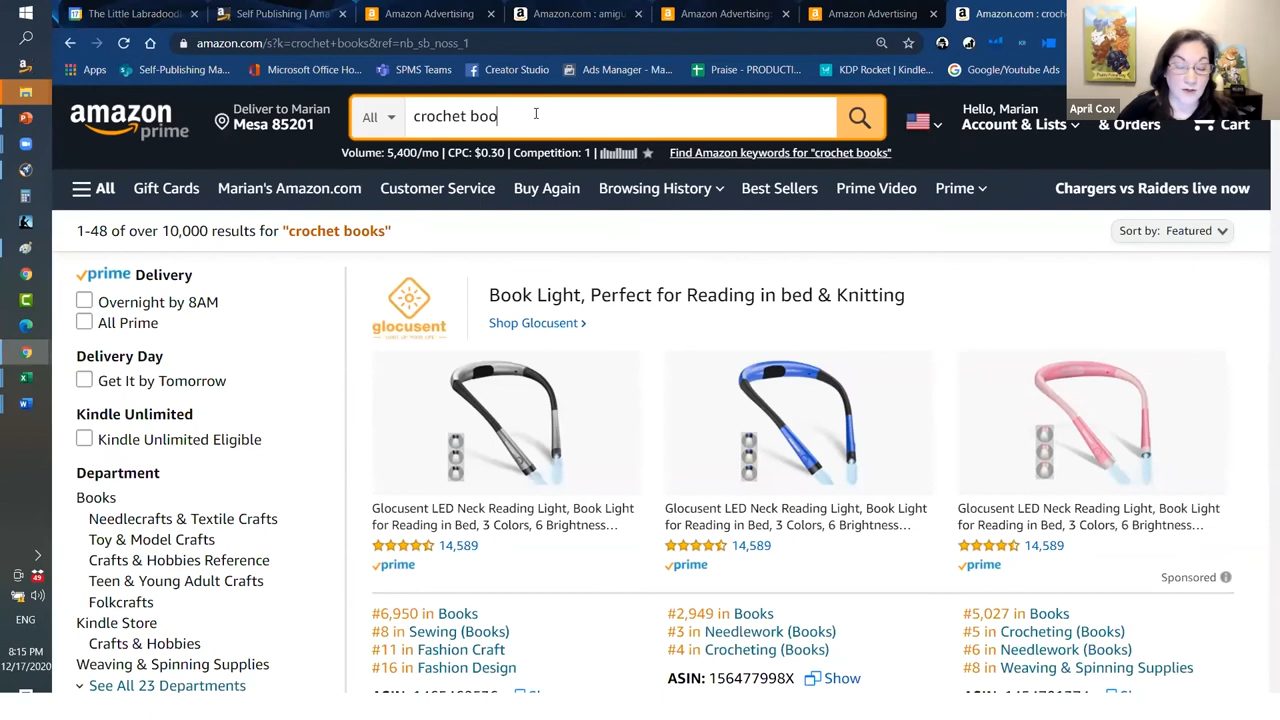 The Little Labradood
Self Publishing | Ama
Amazon Advertising
Amazon.com : amigu
Amazon Advertising
Amazon Advertising
Amazon.com : croch
amazon.com/s?k=crochet+books&ref=nb_sb_noss_1
Apps
Self-Publishing Ma...
Microsoft Office Ho...
SPMS Teams
Creator Studio
Ads Manager - Ma...
Praise - PRODUCTI...
KDP Rocket | Kindle...
Google/Youtube Ads
April Cox
amazon prime
Deliver to Marian
Mesa 85201
All
crochet boo
Hello, Marian
Account & Lists
& Orders
Cart
Volume: 5,400/mo | CPC: $0.30 | Competition: 1 |
Find Amazon keywords for "crochet books"
All
Gift Cards
Marian's Amazon.com
Customer Service
Buy Again
Browsing History
Best Sellers
Prime Video
Prime
Chargers vs Raiders live now
1-48 of over 10,000 results for "crochet books"
Sort by: Featured
prime Delivery
Overnight by 8AM
All Prime
Delivery Day
Get It by Tomorrow
Kindle Unlimited
Kindle Unlimited Eligible
Department
Books
Needlecrafts & Textile Crafts
Toy & Model Crafts
Crafts & Hobbies Reference
Teen & Young Adult Crafts
Folkcrafts
Kindle Store
Crafts & Hobbies
Weaving & Spinning Supplies
See All 23 Departments
glocusent
Book Light, Perfect for Reading in bed & Knitting
Shop Glocusent ›
Glocusent LED Neck Reading Light, Book Light
for Reading in Bed, 3 Colors, 6 Brightness...
14,589
prime
Glocusent LED Neck Reading Light, Book Light
for Reading in Bed, 3 Colors, 6 Brightness...
14,589
prime
Glocusent LED Neck Reading Light, Book Light
for Reading in Bed, 3 Colors, 6 Brightness...
14,589
prime
Sponsored
#6,950 in Books
#8 in Sewing (Books)
#11 in Fashion Craft
#16 in Fashion Design
#2,949 in Books
#3 in Needlework (Books)
#4 in Crocheting (Books)
ASIN: 156477998X Show
#5,027 in Books
#5 in Crocheting (Books)
#6 in Needlework (Books)
#8 in Weaving & Spinning Supplies
49
ENG
8:15 PM
12/17/2020